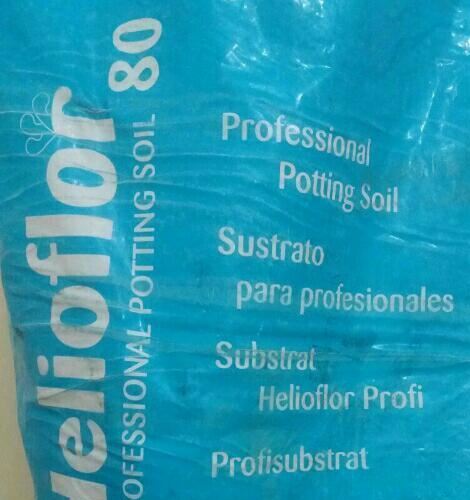 Helioflor 80
PROFESSIONAL POTTING SOIL
Professional
Potting Soil
Sustrato
para profesionales
Substrat
Helioflor Profi
Profisubstrat